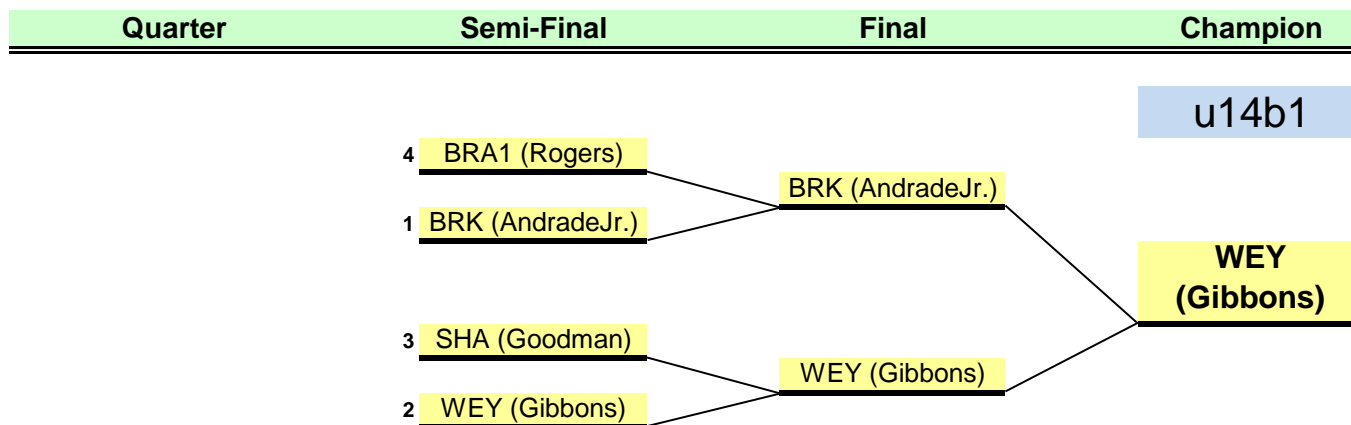 Quarter Semi-Final Final Champion
u14b1
4 BRA1 (Rogers)
BRK (AndradeJr.)
1 BRK (AndradeJr.)
WEY
(Gibbons)
3 SHA (Goodman)
WEY (Gibbons)
2 WEY (Gibbons)